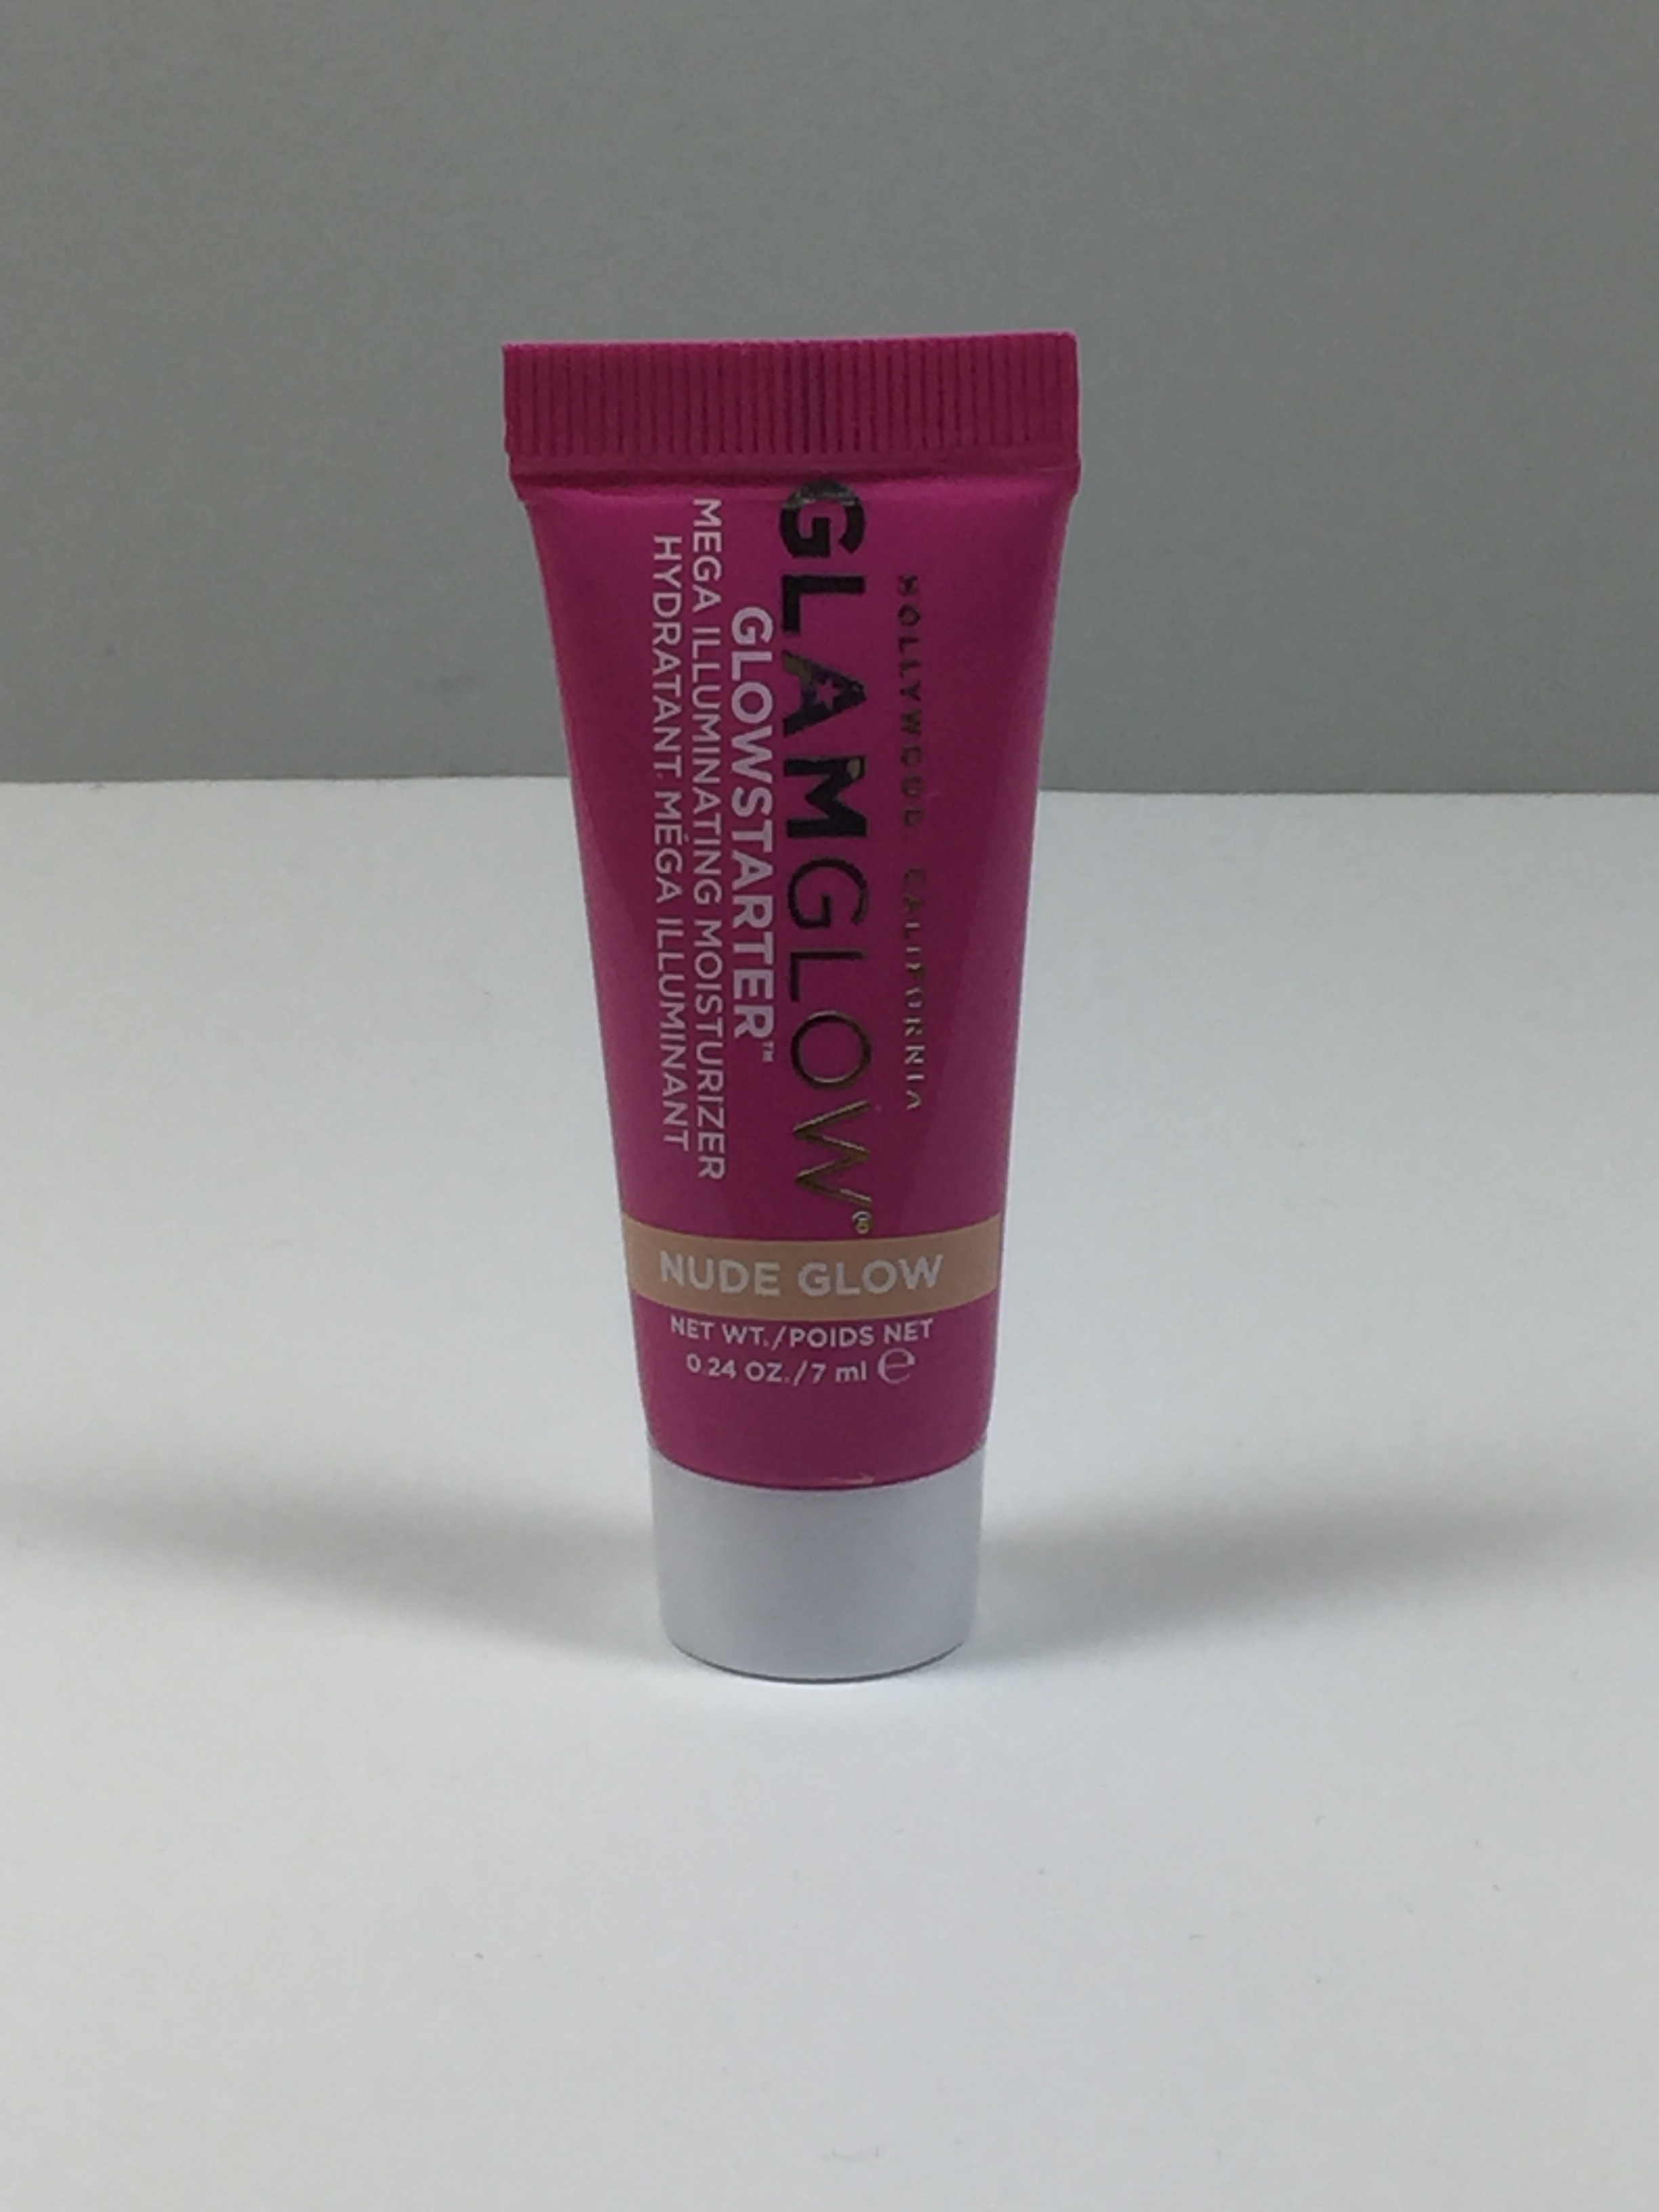 HOLLYWOOD CALIFORNIA
GLAMGLOW®
GLOWSTARTER™
MEGA ILLUMINATING MOISTURIZER
HYDRATANT MÉGA ILLUMINANT
NUDE GLOW
NET WT./POIDS NET
0.24 OZ./7 ml ℮